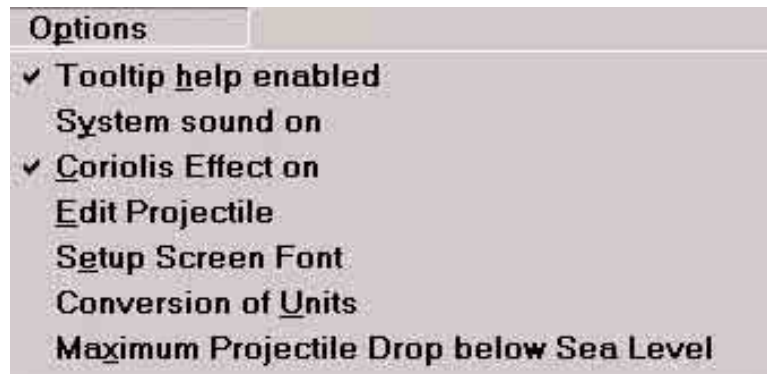 Options
Tooltip help enabled
System sound on
Coriolis Effect on
Edit Projectile
Setup Screen Font
Conversion of Units
Maximum Projectile Drop below Sea Level